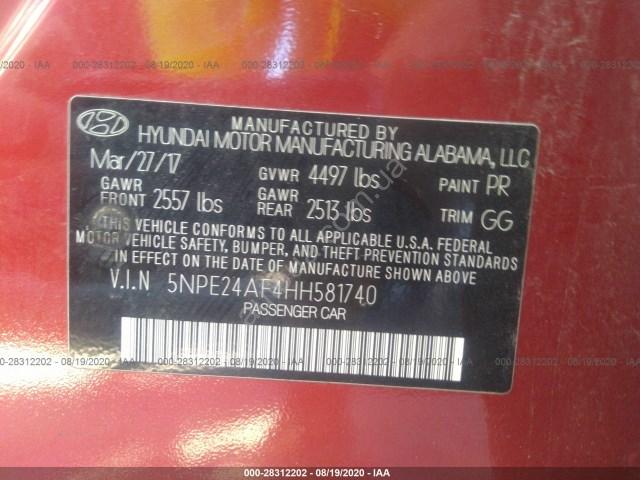 MANUFACTURED BY
HYUNDAI MOTOR MANUFACTURING ALABAMA, LLC
Mar/27/17
GVWR 4497 lbs
PAINT PR
GAWR FRONT 2557 lbs
GAWR REAR 2513 lbs
TRIM GG
THIS VEHICLE CONFORMS TO ALL APPLICABLE U.S.A. FEDERAL
MOTOR VEHICLE SAFETY, BUMPER, AND THEFT PREVENTION STANDARDS
IN EFFECT ON THE DATE OF MANUFACTURE SHOWN ABOVE.
V.I.N 5NPE24AF4HH581740
PASSENGER CAR
000-28312202 - 08/19/2020 - IAA